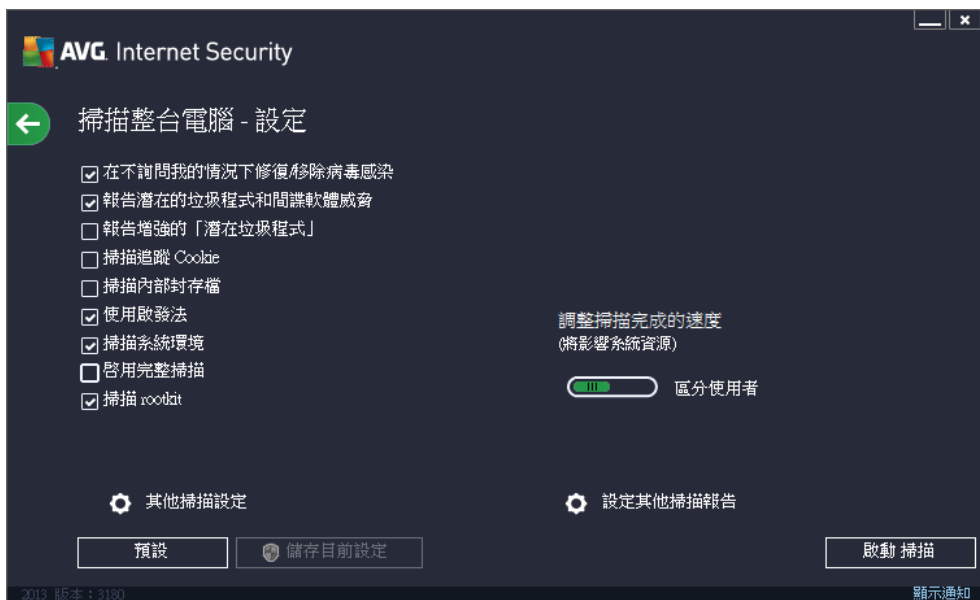 AVG. Internet Security
掃描整台電腦 - 設定
在不詢問我的情況下修復/移除病毒感染
報告潛在的垃圾程式和間諜軟體威脅
報告增強的「潛在垃圾程式」
掃描追蹤 Cookie
掃描內部封存檔
使用啟發法
掃描系統環境
啓用完整掃描
掃描 rootkit
調整掃描完成的速度
(將影響系統資源)
區分使用者
其他掃描設定
設定其他掃描報告
預設
儲存目前設定
啟動 掃描
2013 版本：3180
顯示通知